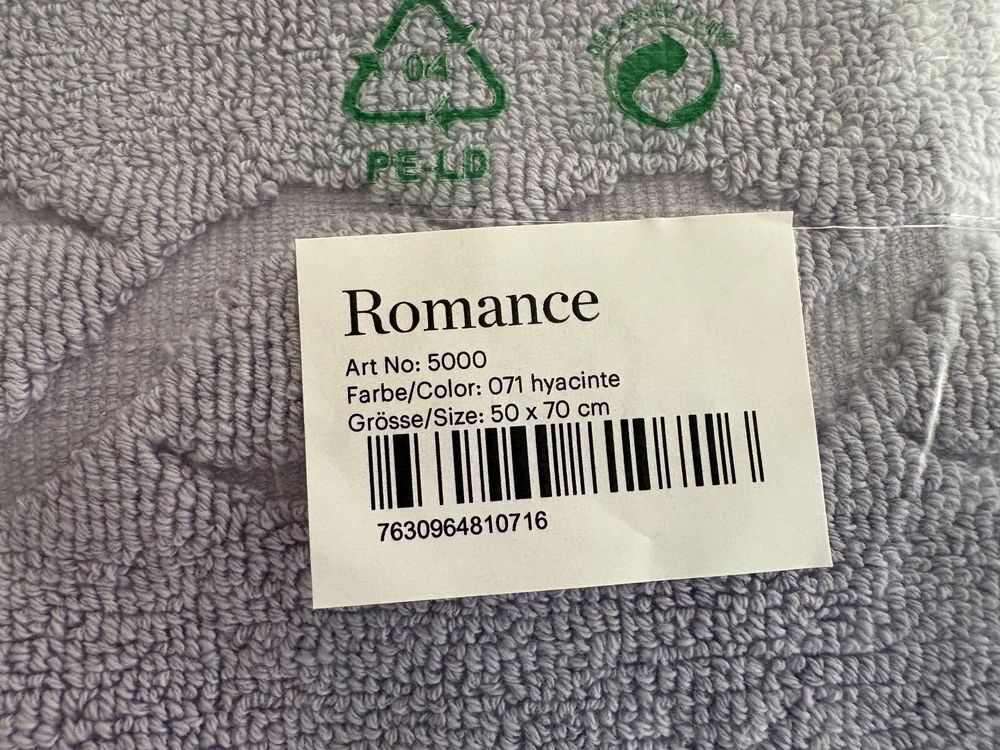 04
PE-LD
Romance
Art No: 5000
Farbe/Color: 071 hyacinte
Grösse/Size: 50 x 70 cm
7630964810716